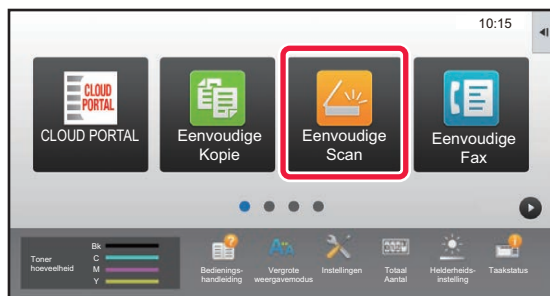 10:15
CLOUD
PORTAL
CLOUD PORTAL
Eenvoudige
Kopie
Eenvoudige
Scan
Eenvoudige
Fax
Toner
hoeveelheid
Bk
C
M
Y
Bedienings-
handleiding
Vergrote
weergavemodus
Instellingen
Totaal
Aantal
Helderheids-
instelling
Taakstatus